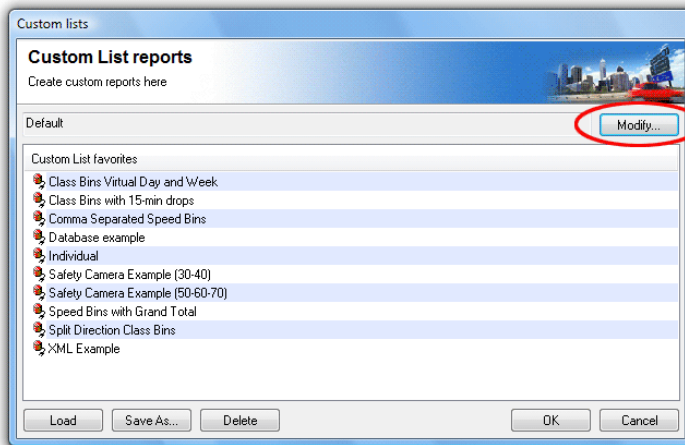 Custom lists
Custom List reports
Create custom reports here
Default
Modify...
Custom List favorites
Class Bins Virtual Day and Week
Class Bins with 15-min drops
Comma Separated Speed Bins
Database example
Individual
Safety Camera Example (30-40)
Safety Camera Example (50-60-70)
Speed Bins with Grand Total
Split Direction Class Bins
XML Example
Load Save As... Delete OK Cancel